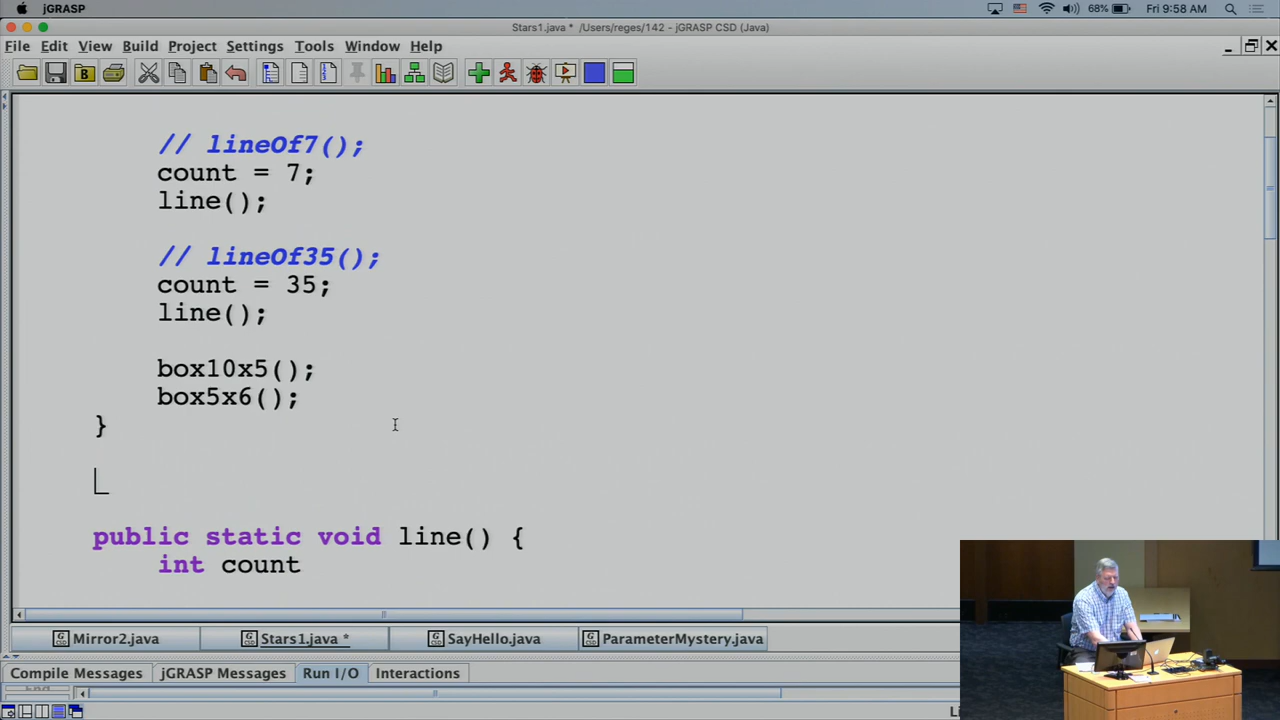 jGRASP
68%
Fri 9:58 AM
Stars1.java * /Users/reges/142 - jGRASP CSD (Java)
File Edit View Build Project Settings Tools Window Help
B
// lineOf7();
count = 7;
line();
// lineOf35();
count = 35;
line();
box10x5();
box5x6();
}
public static void line() {
int count
Mirror2.java
Stars1.java *
SayHello.java
ParameterMystery.java
Compile Messages
jGRASP Messages
Run I/O
Interactions